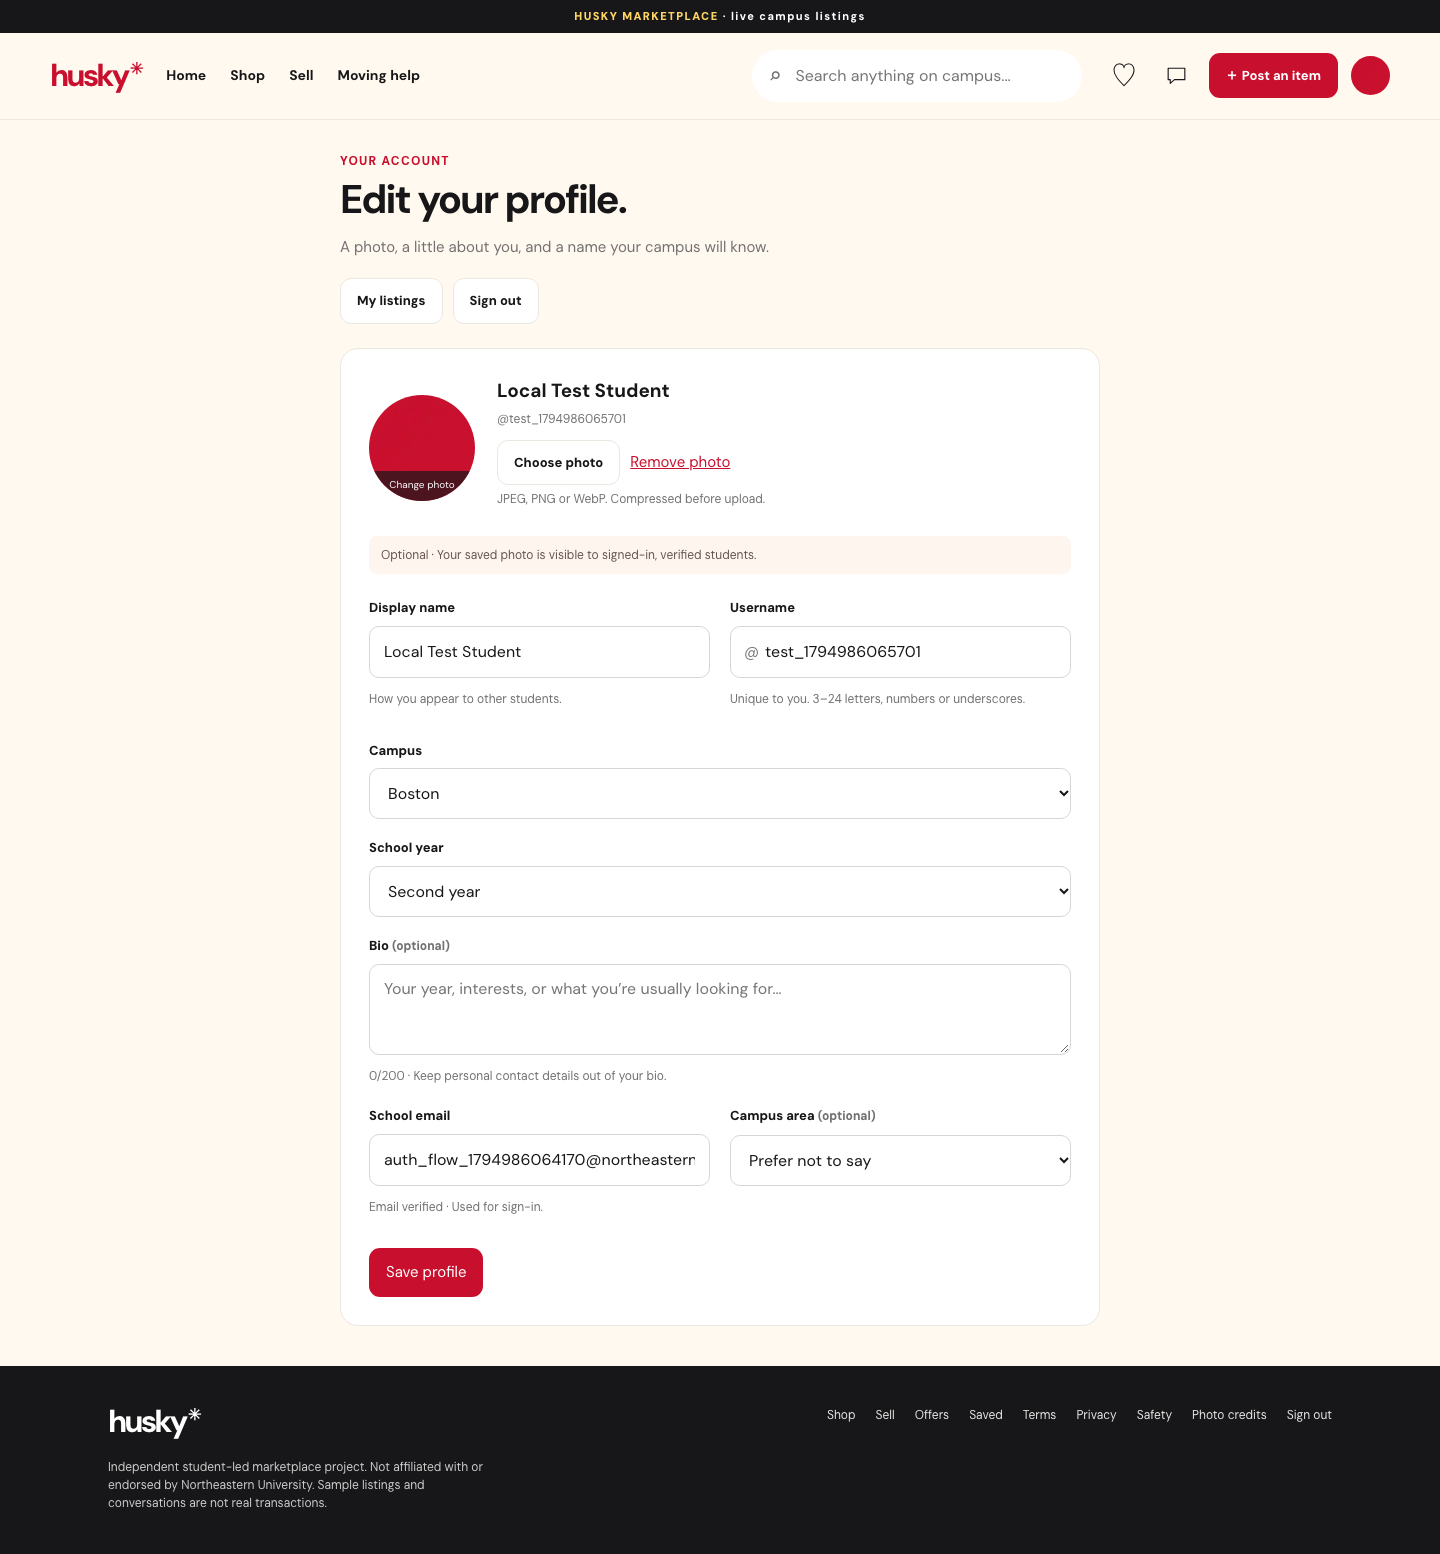 HUSKY MARKETPLACE · live campus listings
husky* Home Shop Sell Moving help Search anything on campus... + Post an item
YOUR ACCOUNT
Edit your profile.
A photo, a little about you, and a name your campus will know.
My listings Sign out
Local Test Student
@test_1794986065701
Choose photo Remove photo
Change photo
JPEG, PNG or WebP. Compressed before upload.
Optional · Your saved photo is visible to signed-in, verified students.
Display name Username
Local Test Student @ test_1794986065701
How you appear to other students. Unique to you. 3–24 letters, numbers or underscores.
Campus
Boston
School year
Second year
Bio (optional)
Your year, interests, or what you’re usually looking for...
0/200 · Keep personal contact details out of your bio.
School email Campus area (optional)
auth_flow_1794986064170@northeastern Prefer not to say
Email verified · Used for sign-in.
Save profile
husky* Shop Sell Offers Saved Terms Privacy Safety Photo credits Sign out
Independent student-led marketplace project. Not affiliated with or
endorsed by Northeastern University. Sample listings and
conversations are not real transactions.